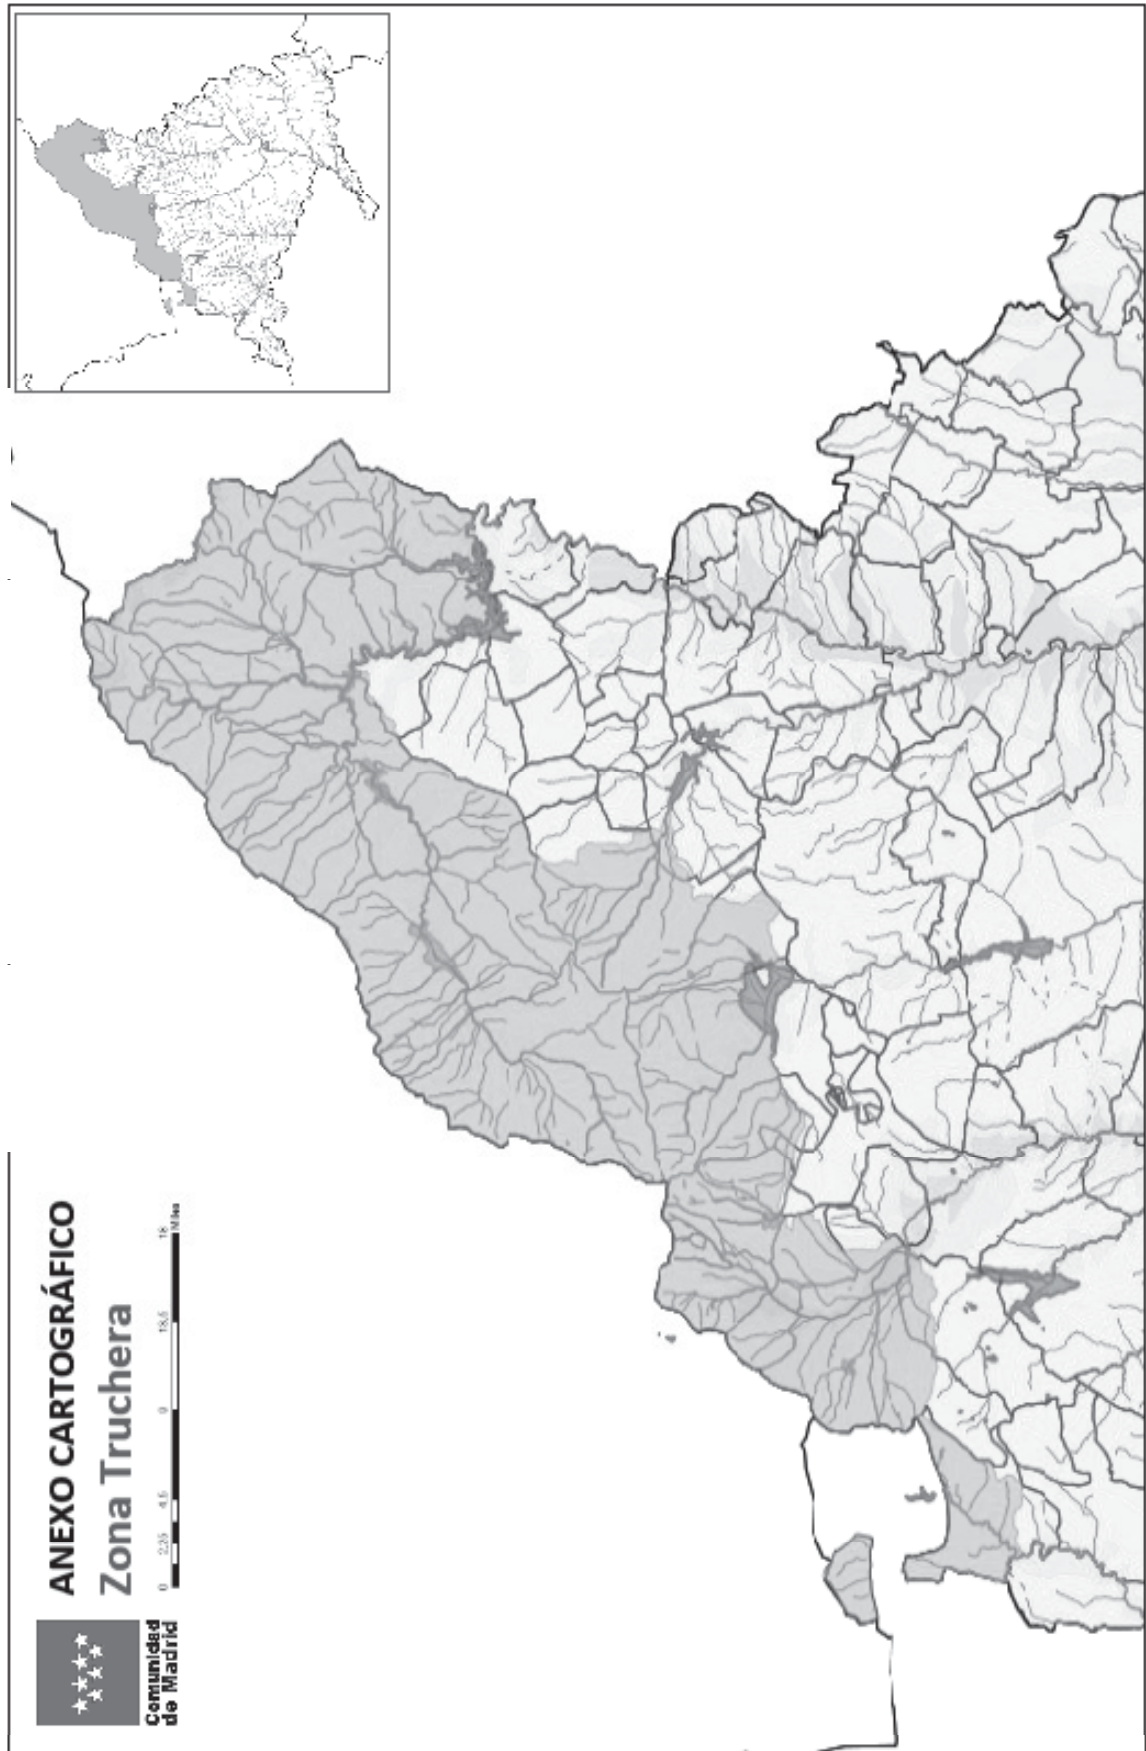 ANEXO CARTOGRÁFICO
Zona Truchera
0 2,25 4,5 9 13,5 18
Miles
Comunidad
de Madrid